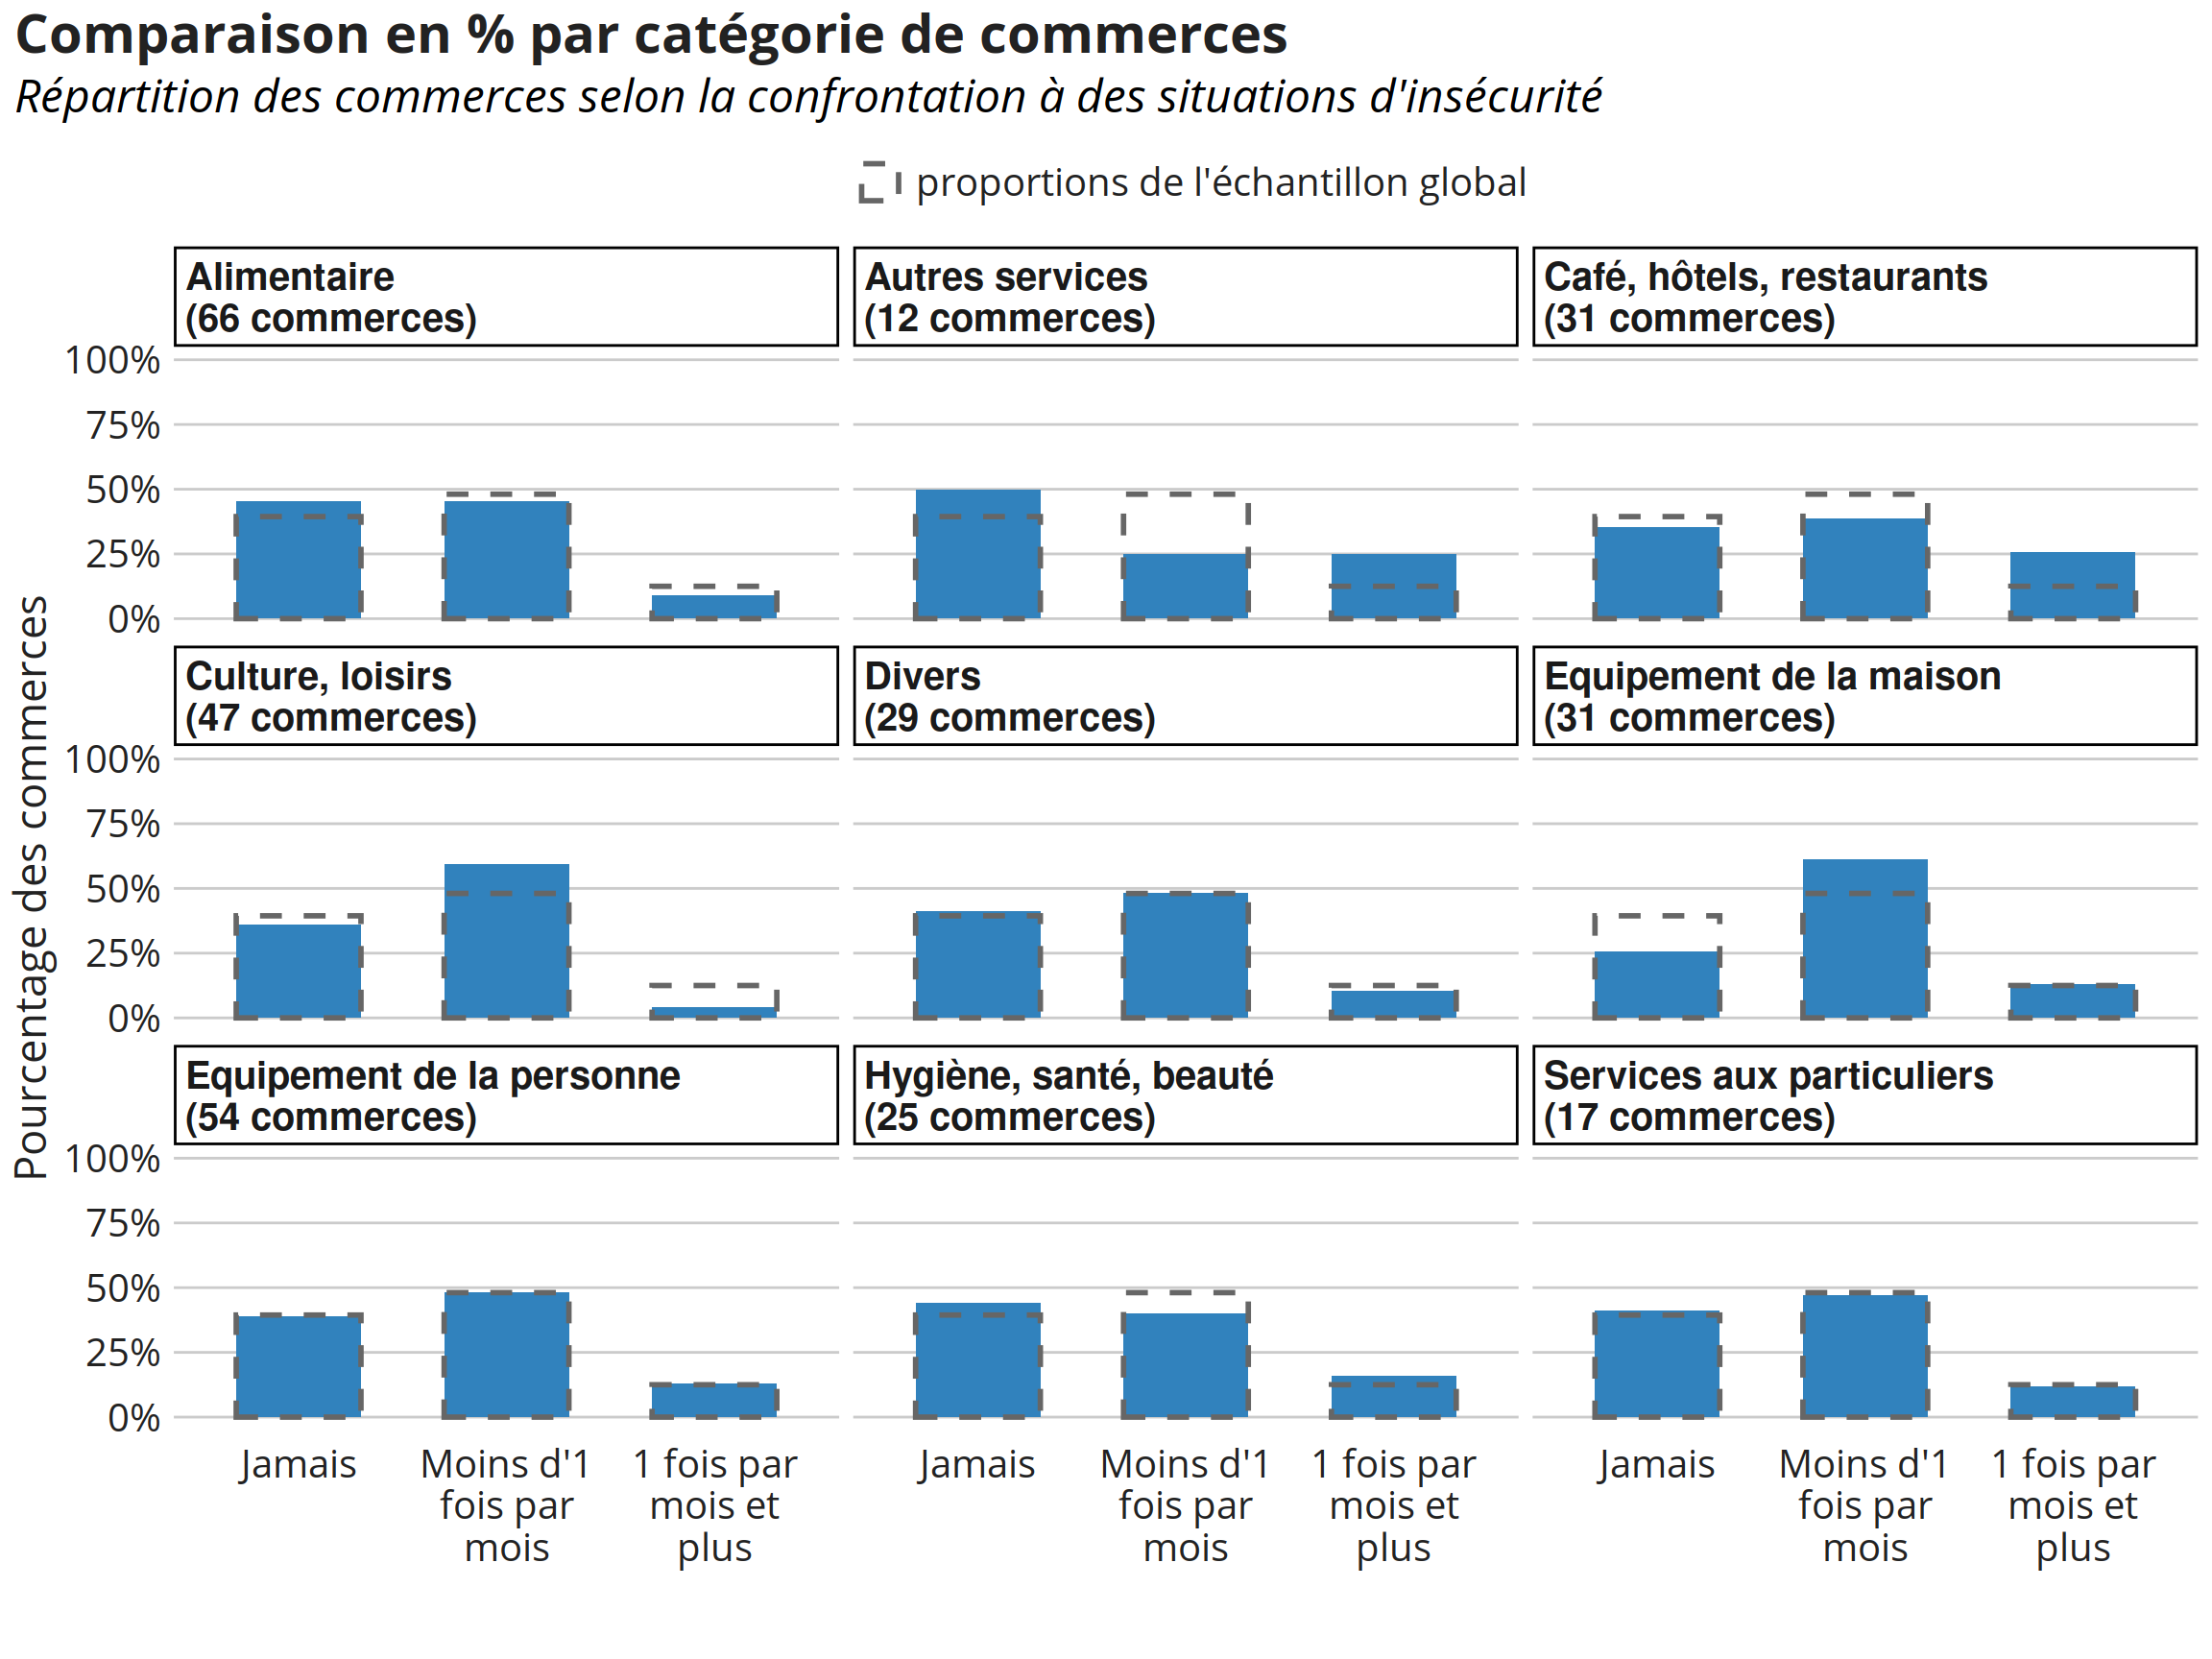 Comparaison en % par catégorie de commerces
Répartition des commerces selon la confrontation à des situations d'insécurité
proportions de l'échantillon global
Pourcentage des commerces
Alimentaire
(66 commerces)
Autres services
(12 commerces)
Café, hôtels, restaurants
(31 commerces)
100%
75%
50%
25%
0%
Culture, loisirs
(47 commerces)
Divers
(29 commerces)
Equipement de la maison
(31 commerces)
100%
75%
50%
25%
0%
Equipement de la personne
(54 commerces)
Hygiène, santé, beauté
(25 commerces)
Services aux particuliers
(17 commerces)
100%
75%
50%
25%
0%
Jamais
Moins d'1
fois par
mois
1 fois par
mois et
plus
Jamais
Moins d'1
fois par
mois
1 fois par
mois et
plus
Jamais
Moins d'1
fois par
mois
1 fois par
mois et
plus